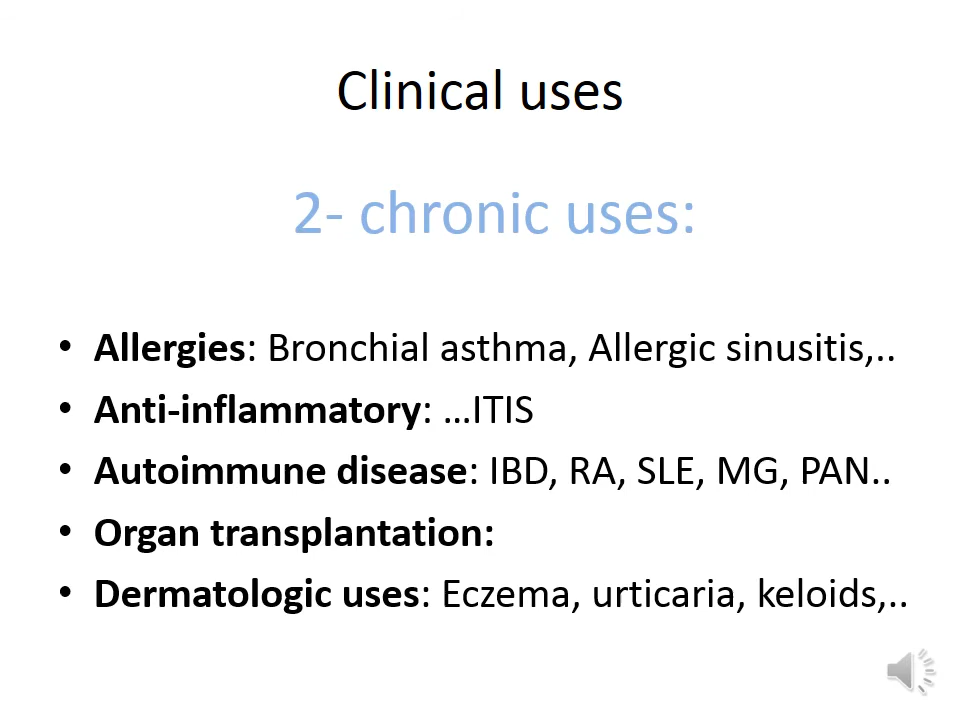 Clinical uses
2- chronic uses:
• Allergies: Bronchial asthma, Allergic sinusitis,..
• Anti-inflammatory: …ITIS
• Autoimmune disease: IBD, RA, SLE, MG, PAN..
• Organ transplantation:
• Dermatologic uses: Eczema, urticaria, keloids,..